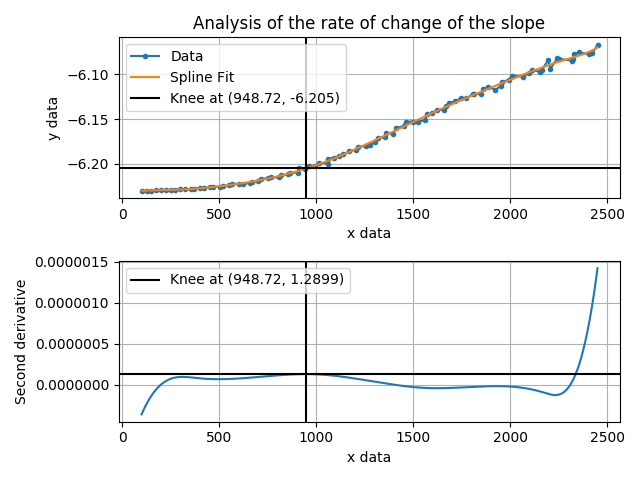 Analysis of the rate of change of the slope
Data
Spline Fit
Knee at (948.72, -6.205)
−6.10
−6.15
−6.20
y data
0 500 1000 1500 2000 2500
x data
Knee at (948.72, 1.2899)
0.0000015
0.0000010
0.0000005
0.0000000
Second derivative
0 500 1000 1500 2000 2500
x data